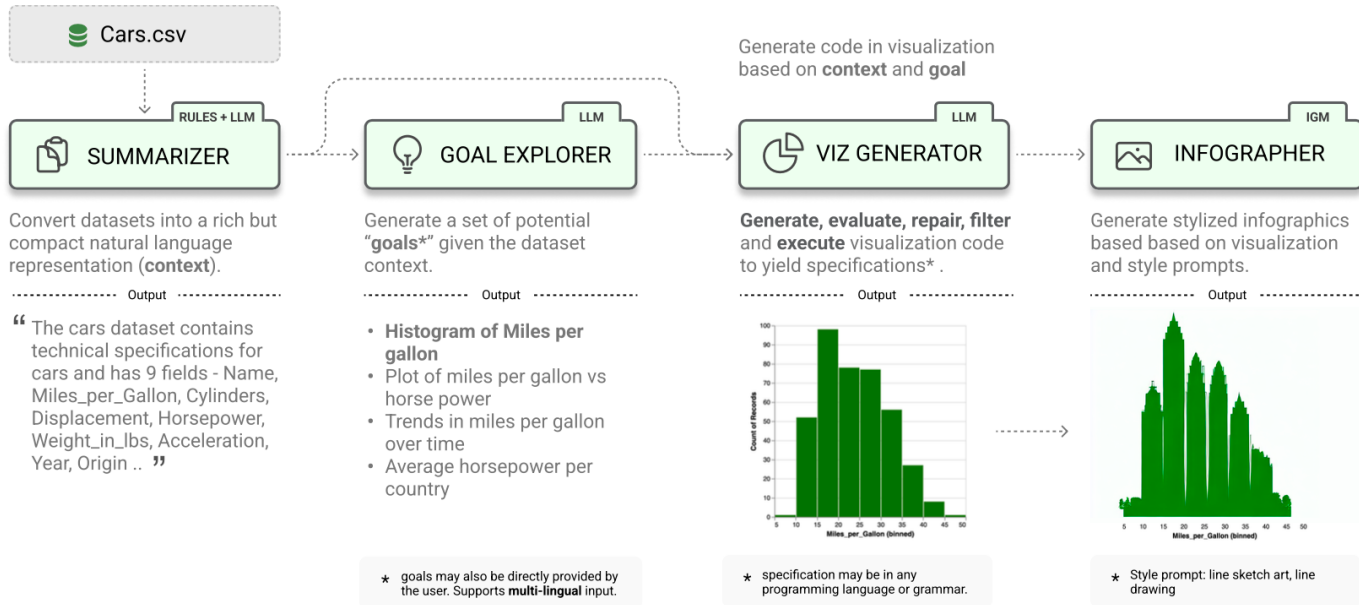 Cars.csv
Generate code in visualization
based on context and goal
RULES + LLM
SUMMARIZER
LLM
GOAL EXPLORER
LLM
VIZ GENERATOR
IGM
INFOGRAPHER
Convert datasets into a rich but
compact natural language
representation (context).
Output
“ The cars dataset contains
technical specifications for
cars and has 9 fields - Name,
Miles_per_Gallon, Cylinders,
Displacement, Horsepower,
Weight_in_lbs, Acceleration,
Year, Origin .. ”
Generate a set of potential
“goals*” given the dataset
context.
Output
• Histogram of Miles per
gallon
• Plot of miles per gallon vs
horse power
• Trends in miles per gallon
over time
• Average horsepower per
country
* goals may also be directly provided by
the user. Supports multi-lingual input.
Generate, evaluate, repair, filter
and execute visualization code
to yield specifications* .
Output
100
90
80
70
60
50
40
30
20
10
0
Count of Records
5 10 15 20 25 30 35 40 45 50
Miles_per_Gallon (binned)
* specification may be in any
programming language or grammar.
Generate stylized infographics
based based on visualization
and style prompts.
Output
5 10 15 20 25 30 35 40 45 50
Miles_per_Gallon (binned)
* Style prompt: line sketch art, line
drawing